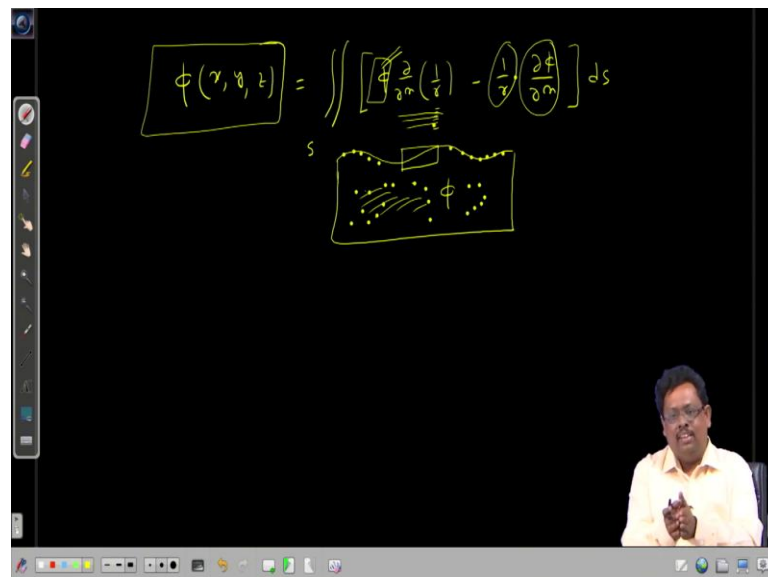 ϕ(x, y, z) = ∬ [ϕ ∂/∂n (1/r) - 1/r · ∂ϕ/∂n] ds
s
ϕ